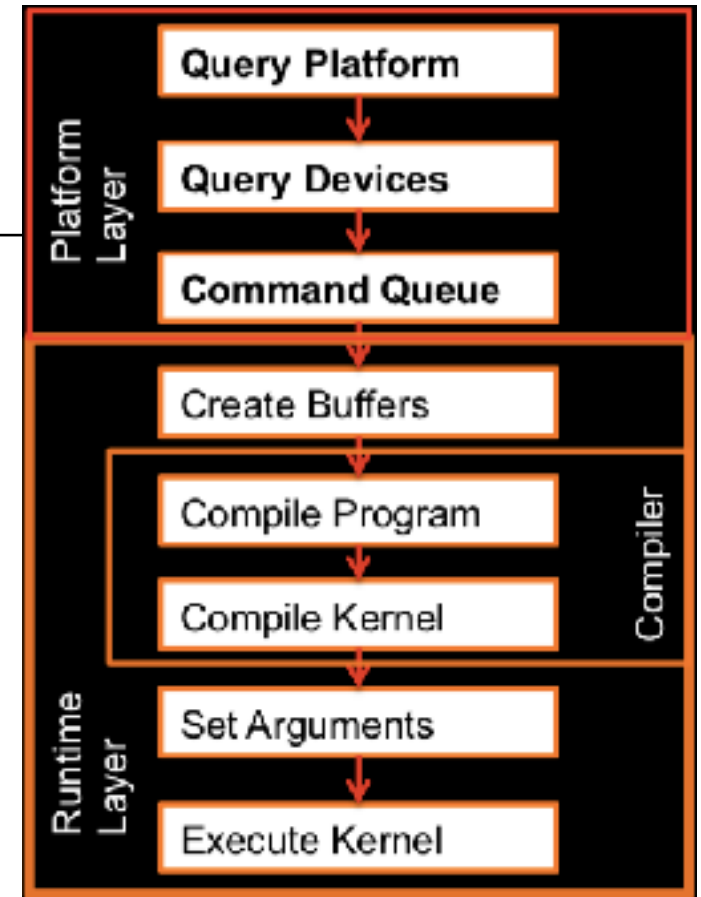 Query Platform
Query Devices
Command Queue
Platform
Layer
Create Buffers
Compile Program
Compile Kernel
Compiler
Set Arguments
Execute Kernel
Runtime
Layer